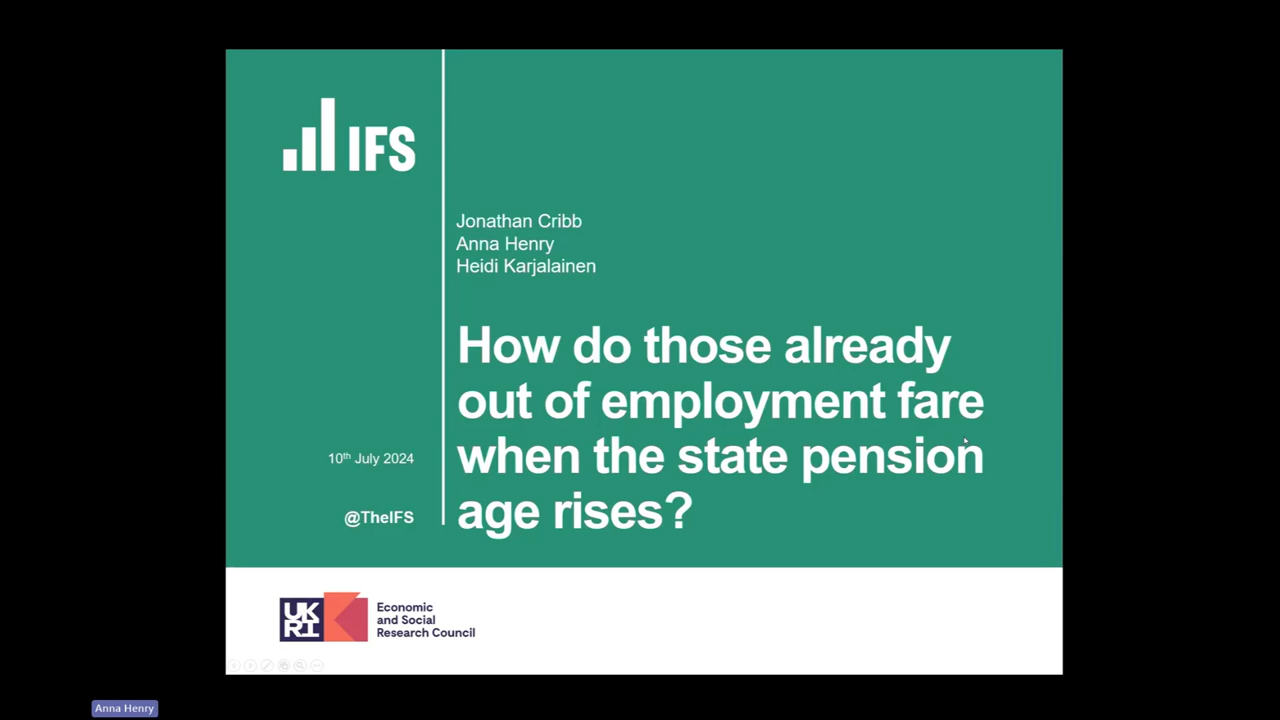 IFS
Jonathan Cribb
Anna Henry
Heidi Karjalainen
How do those already
out of employment fare
when the state pension
age rises?
10th July 2024
@TheIFS
UK
RI
Economic
and Social
Research Council
Anna Henry